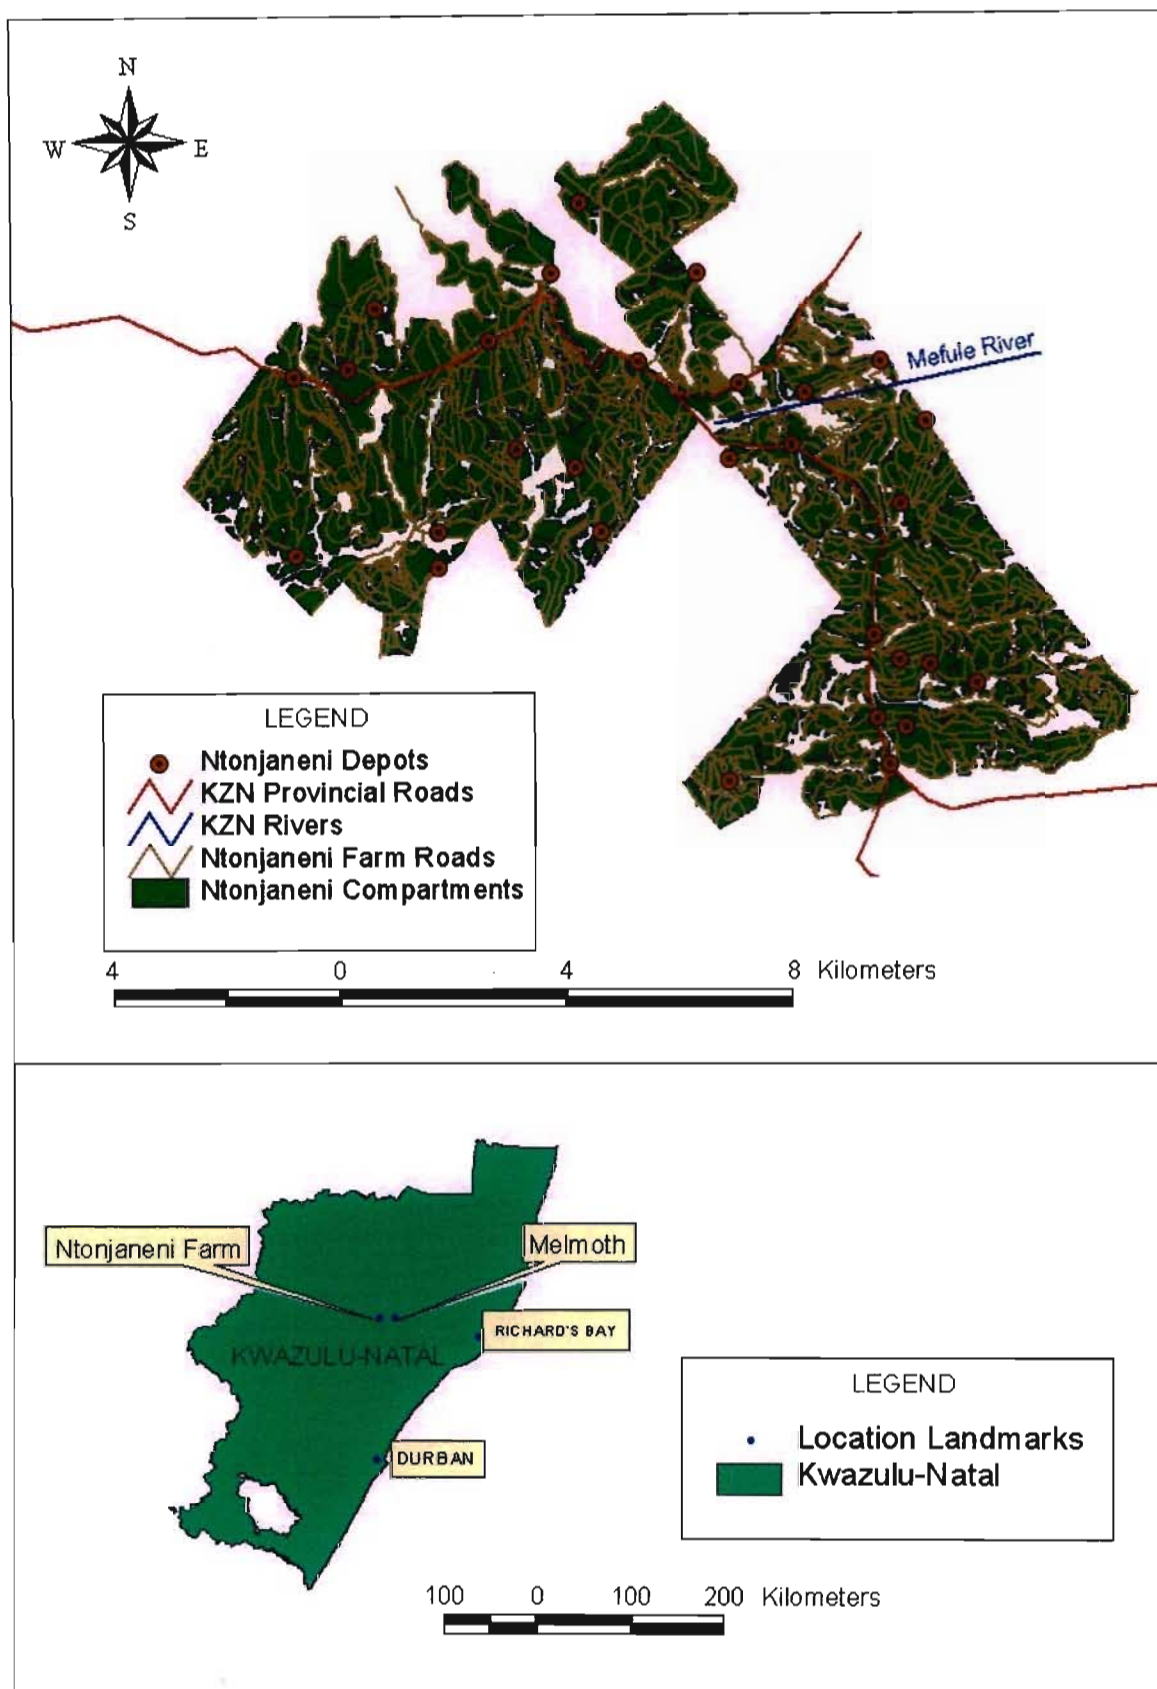 N
W E
S
Mefule River
LEGEND
Ntonjaneni Depots
KZN Provincial Roads
KZN Rivers
Ntonjaneni Farm Roads
Ntonjaneni Compartments
4 0 4 8 Kilometers
Ntonjaneni Farm
Melmoth
RICHARD'S BAY
KWAZULU-NATAL
DURBAN
LEGEND
Location Landmarks
Kwazulu-Natal
100 0 100 200 Kilometers